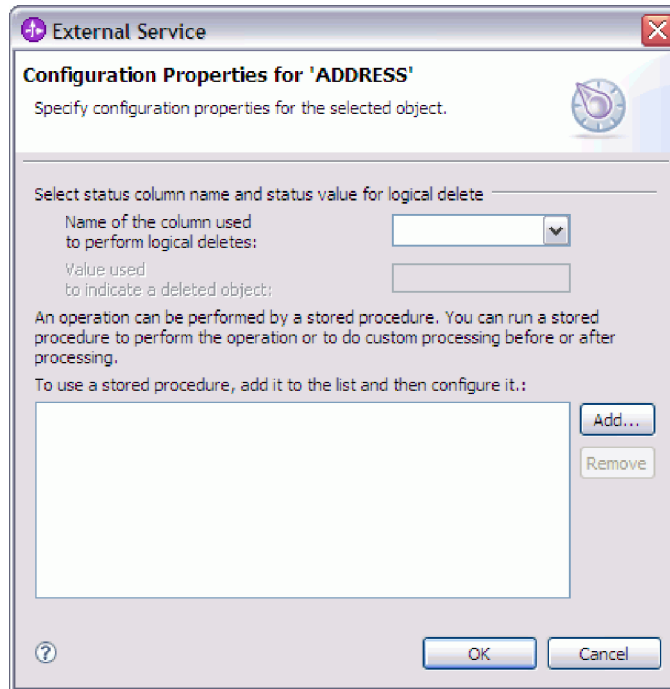 External Service
Configuration Properties for 'ADDRESS'
Specify configuration properties for the selected object.
Select status column name and status value for logical delete
Name of the column used
to perform logical deletes:
Value used
to indicate a deleted object:
An operation can be performed by a stored procedure. You can run a stored
procedure to perform the operation or to do custom processing before or after
processing.
To use a stored procedure, add it to the list and then configure it.:
Add...
Remove
?
OK
Cancel